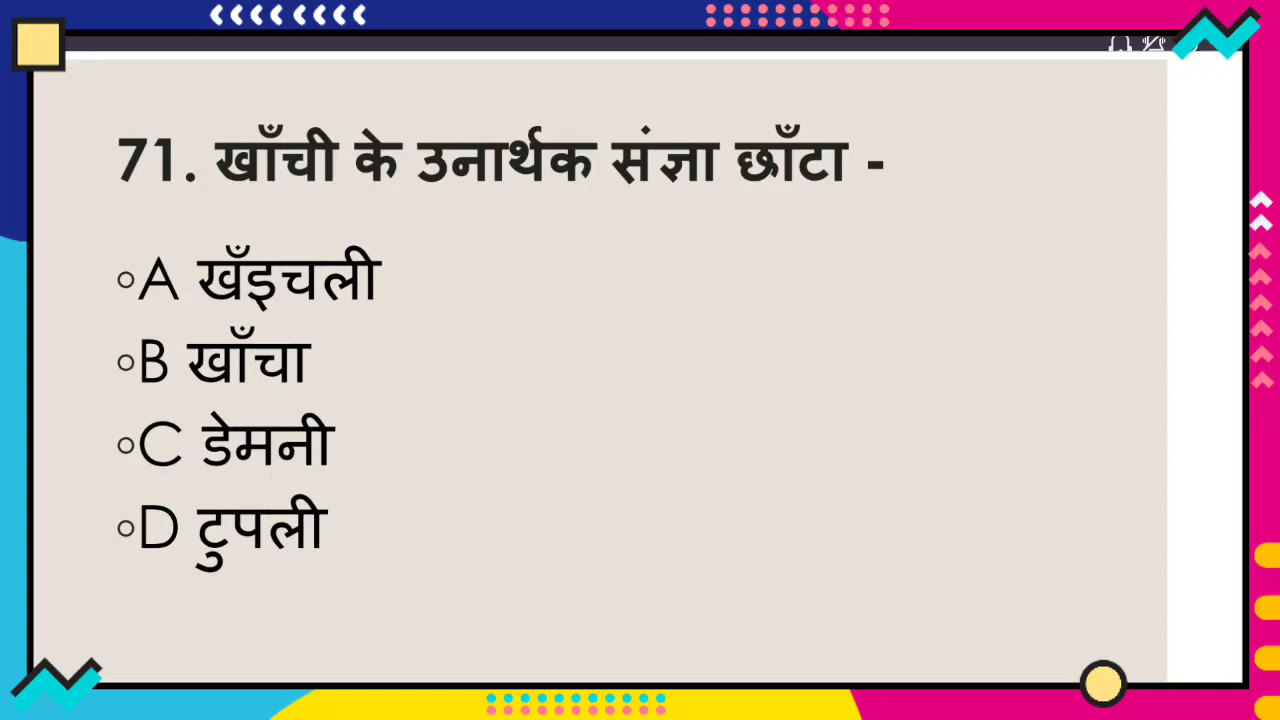 71. खाँची के उनार्थक संज्ञा छाँटा -
◦A खँइचली
◦B खाँचा
◦C डेमनी
◦D टुपली